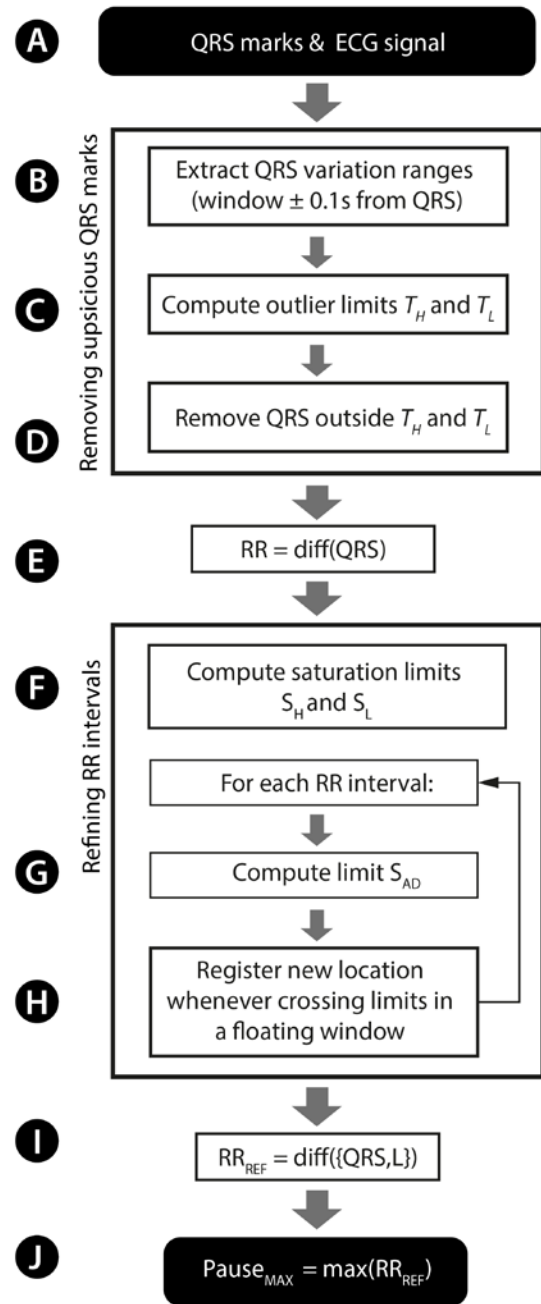 A
QRS marks & ECG signal
Removing supsicious QRS marks
B
Extract QRS variation ranges
(window ± 0.1s from QRS)
C
Compute outlier limits T_H and T_L
D
Remove QRS outside T_H and T_L
E
RR = diff(QRS)
Refining RR intervals
F
Compute saturation limits
S_H and S_L
For each RR interval:
G
Compute limit S_AD
H
Register new location
whenever crossing limits in
a floating window
I
RR_REF = diff({QRS,L})
J
Pause_MAX = max(RR_REF)